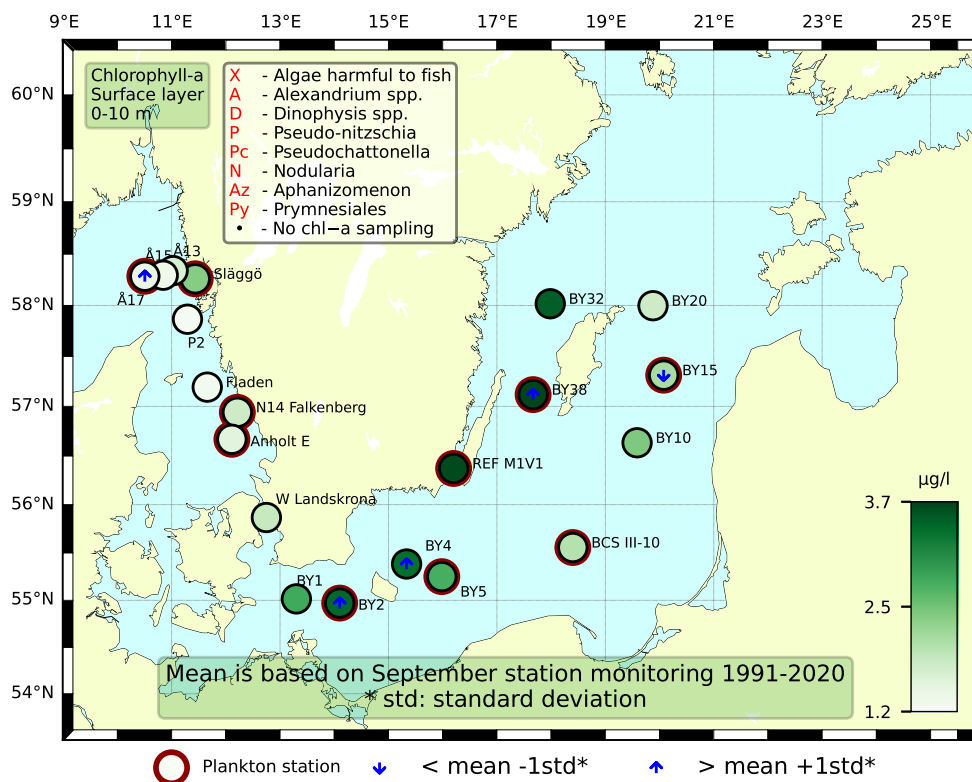 9°E 11°E 13°E 15°E 17°E 19°E 21°E 23°E 25°E
60°N
59°N
58°N
57°N
56°N
55°N
54°N
Chlorophyll-a
Surface layer
0-10 m
X - Algae harmful to fish
A - Alexandrium spp.
D - Dinophysis spp.
P - Pseudo-nitzschia
Pc - Pseudochattonella
N - Nodularia
Az - Aphanizomenon
Py - Prymnesiales
• - No chl−a sampling
Å15
Å13
Släggö
Å17
P2
Fladen
N14 Falkenberg
Anholt E
W Landskrona
BY32
BY20
BY15
BY38
BY10
REF M1V1
BCS III-10
BY4
BY1
BY5
BY2
µg/l
3.7
2.5
1.2
Mean is based on September station monitoring 1991-2020
* std: standard deviation
Plankton station < mean -1std* > mean +1std*